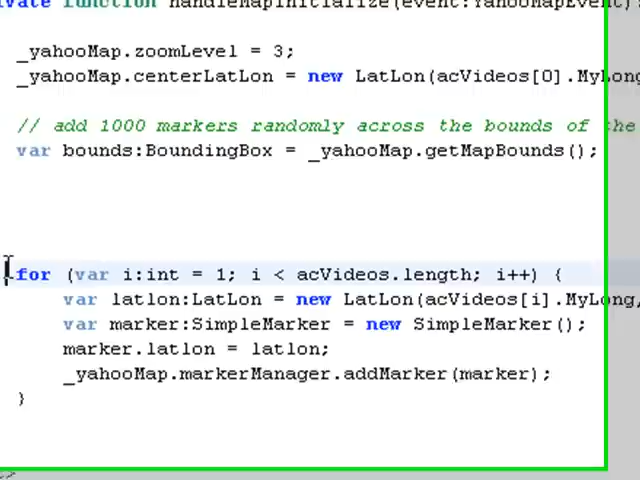 ivate function handleMapInitialize(event:YahooMapEvent)
_yahooMap.zoomLevel = 3;
_yahooMap.centerLatLon = new LatLon(acVideos[0].MyLong
// add 1000 markers randomly across the bounds of the
var bounds:BoundingBox = _yahooMap.getMapBounds();
for (var i:int = 1; i < acVideos.length; i++) {
var latlon:LatLon = new LatLon(acVideos[i].MyLong,
var marker:SimpleMarker = new SimpleMarker();
marker.latlon = latlon;
_yahooMap.markerManager.addMarker(marker);
}